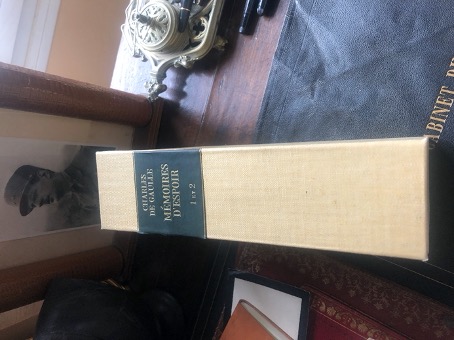 CHARLES
DE GAULLE
MÉMOIRES
D'ESPOIR
1 ET 2
CABINET